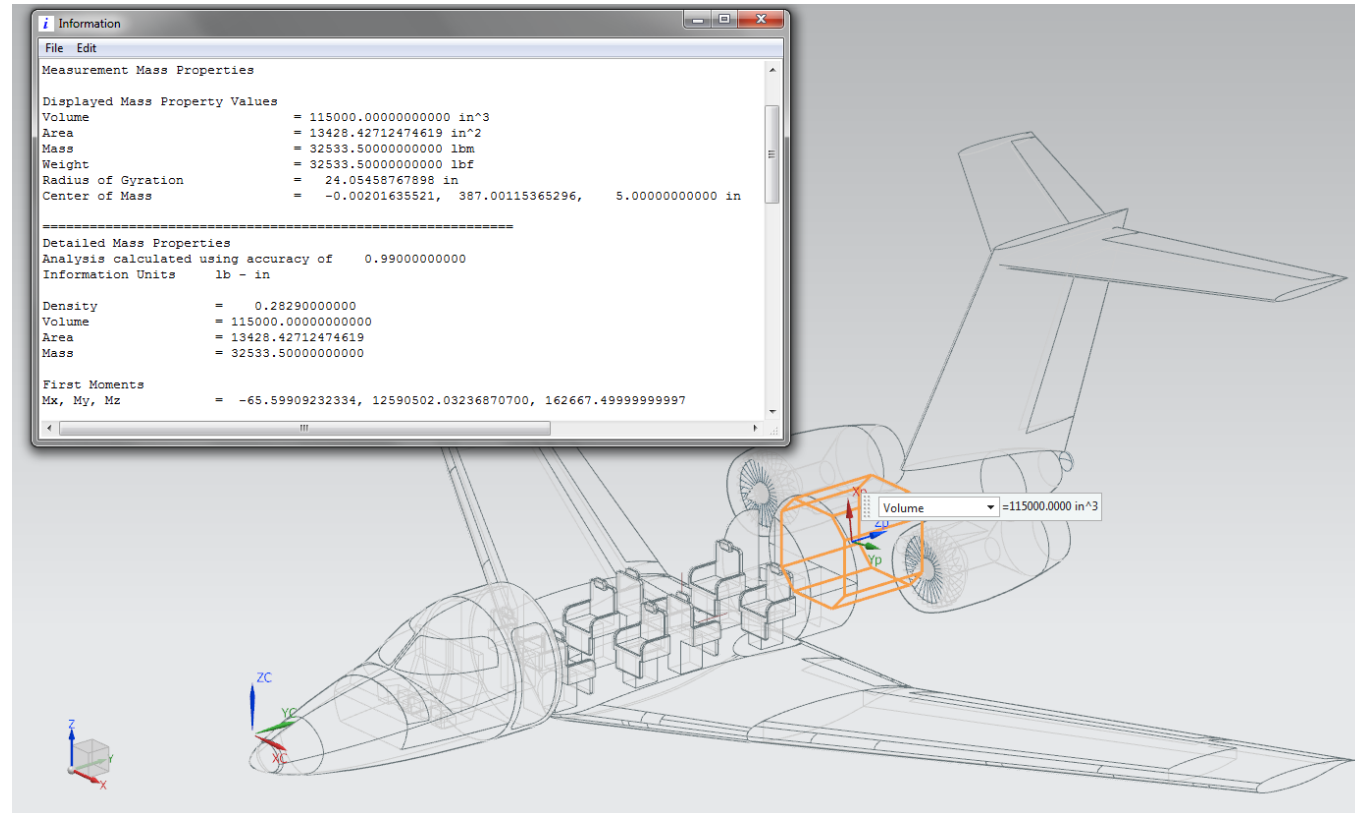 Information
File Edit
Measurement Mass Properties
Displayed Mass Property Values
Volume = 115000.00000000000 in^3
Area = 13428.42712474619 in^2
Mass = 32533.50000000000 lbm
Weight = 32533.50000000000 lbf
Radius of Gyration = 24.05458767898 in
Center of Mass = -0.00201635521, 387.00115365296, 5.00000000000 in
============================================================
Detailed Mass Properties
Analysis calculated using accuracy of 0.99000000000
Information Units lb - in
Density = 0.28290000000
Volume = 115000.00000000000
Area = 13428.42712474619
Mass = 32533.50000000000
First Moments
Mx, My, Mz = -65.59909232334, 12590502.03236870700, 162667.49999999997
Xp
Volume =115000.0000 in^3
Zp
Yp
ZC
YC
XC
Z
Y
X